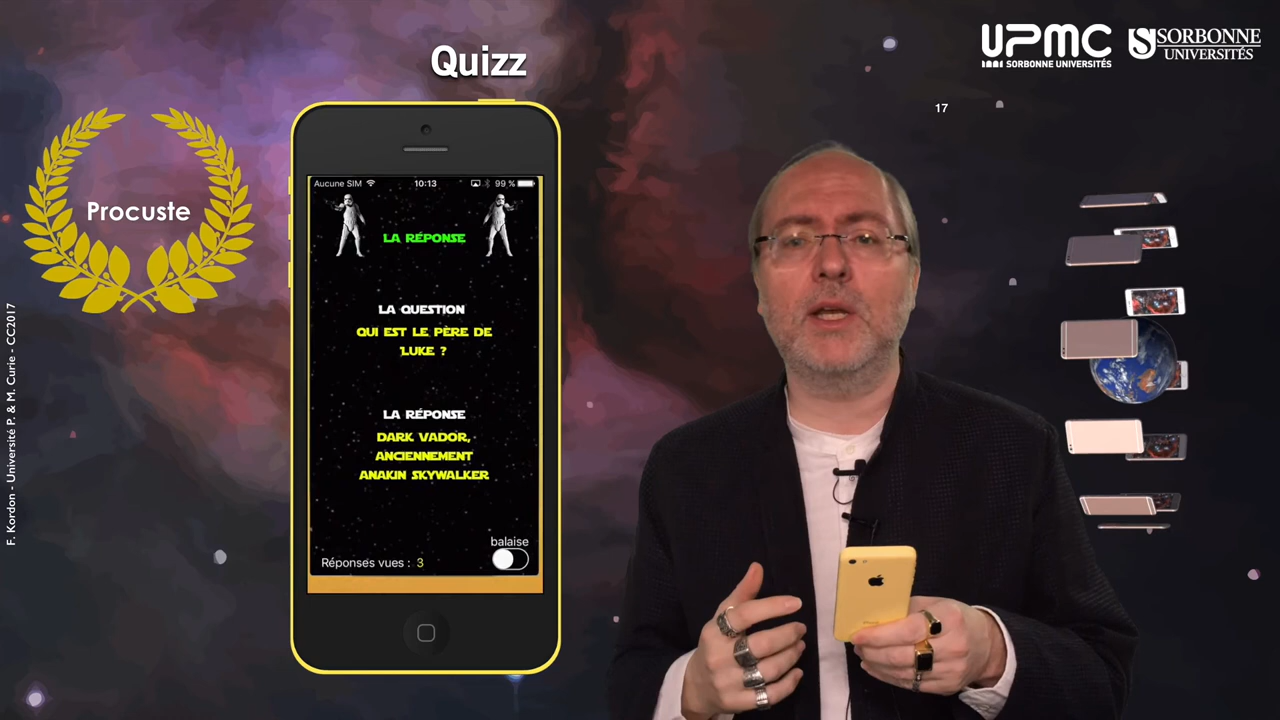 Quizz
UPMC
SORBONNE UNIVERSITÉS
SORBONNE
UNIVERSITÉS
17
Procuste
Aucune SIM
10:13
99 %
LA RÉPONSE
LA QUESTION
QUI EST LE PÈRE DE
LUKE ?
LA RÉPONSE
DARK VADOR,
ANCIENNEMENT
ANAKIN SKYWALKER
balaise
Réponses vues : 3
F. Kordon - Université P. & M. Curie - CC2017